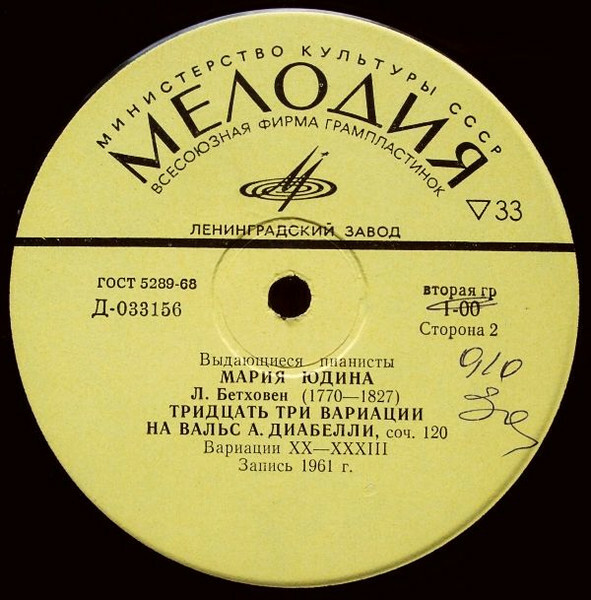 МИНИСТЕРСТВО КУЛЬТУРЫ СССР
МЕЛОДИЯ
ВСЕСОЮЗНАЯ ФИРМА ГРАМПЛАСТИНОК
33
ЛЕНИНГРАДСКИЙ ЗАВОД
ГОСТ 5289-68
Д-033156
вторая гр
1-00
Сторона 2
Выдающиеся пианисты
МАРИЯ ЮДИНА
Л. Бетховен (1770—1827)
ТРИДЦАТЬ ТРИ ВАРИАЦИИ
НА ВАЛЬС А. ДИАБЕЛЛИ, соч. 120
Вариации XX—XXXIII
Запись 1961 г.